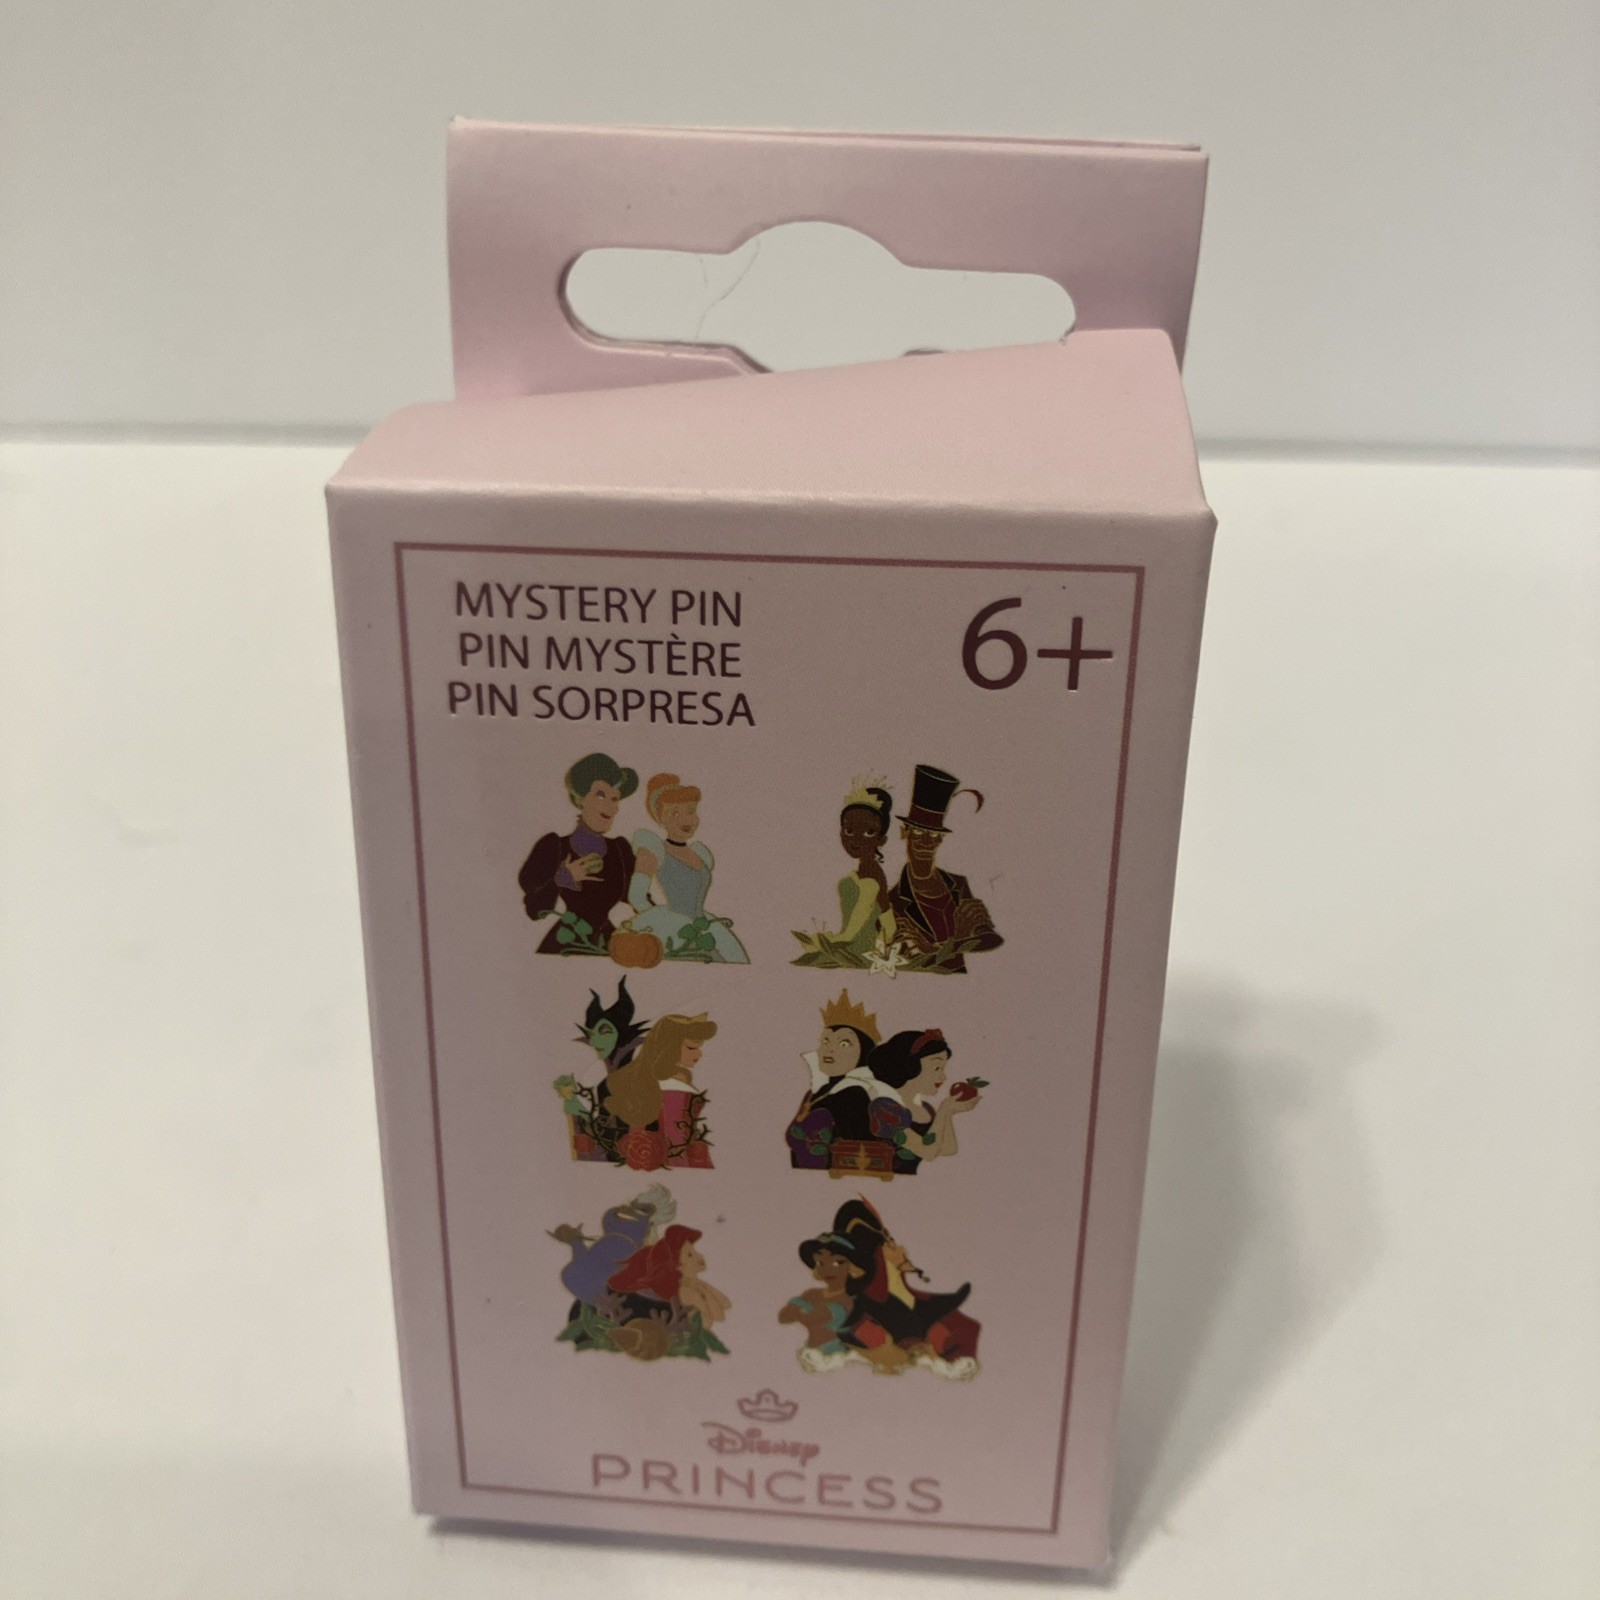 MYSTERY PIN
PIN MYSTÈRE
PIN SORPRESA
6+
Disney
PRINCESS